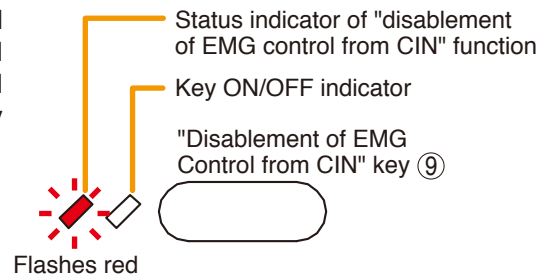 Status indicator of "disablement
of EMG control from CIN" function
Key ON/OFF indicator
"Disablement of EMG
Control from CIN" key ⑨
Flashes red